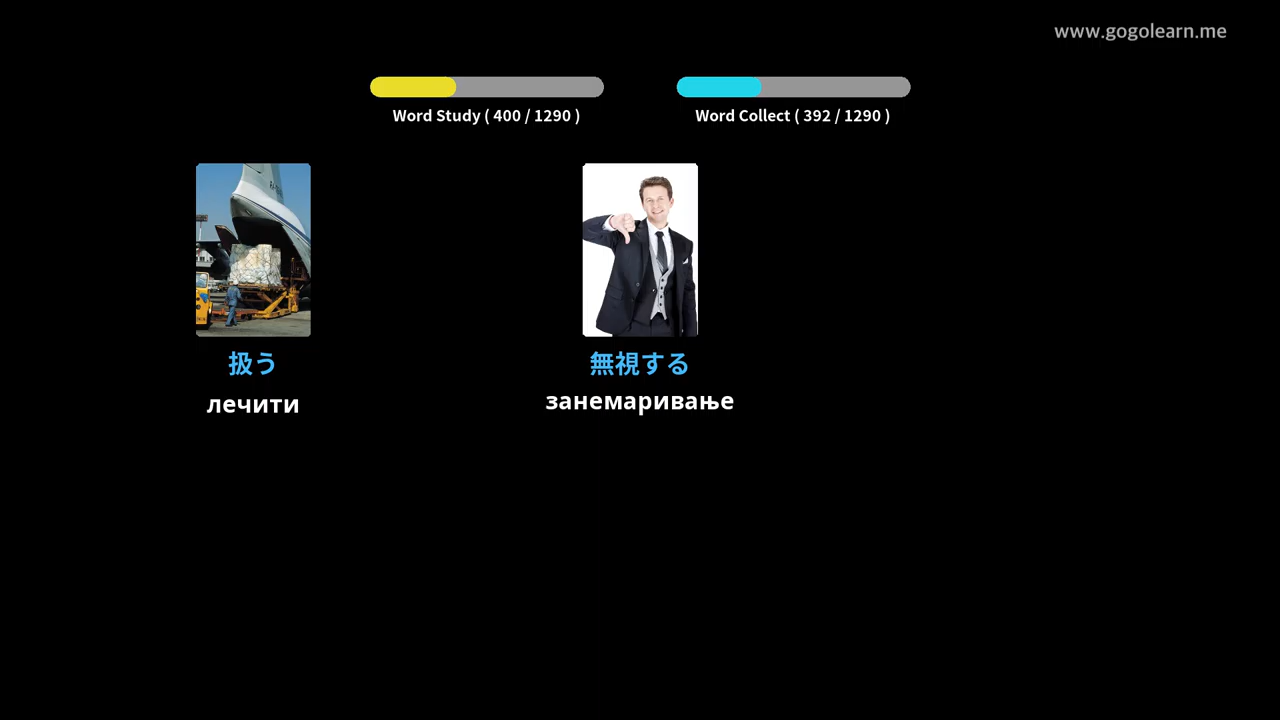 www.gogolearn.me
Word Study ( 400 / 1290 )
Word Collect ( 392 / 1290 )
扱う
無視する
лечити
занемаривање